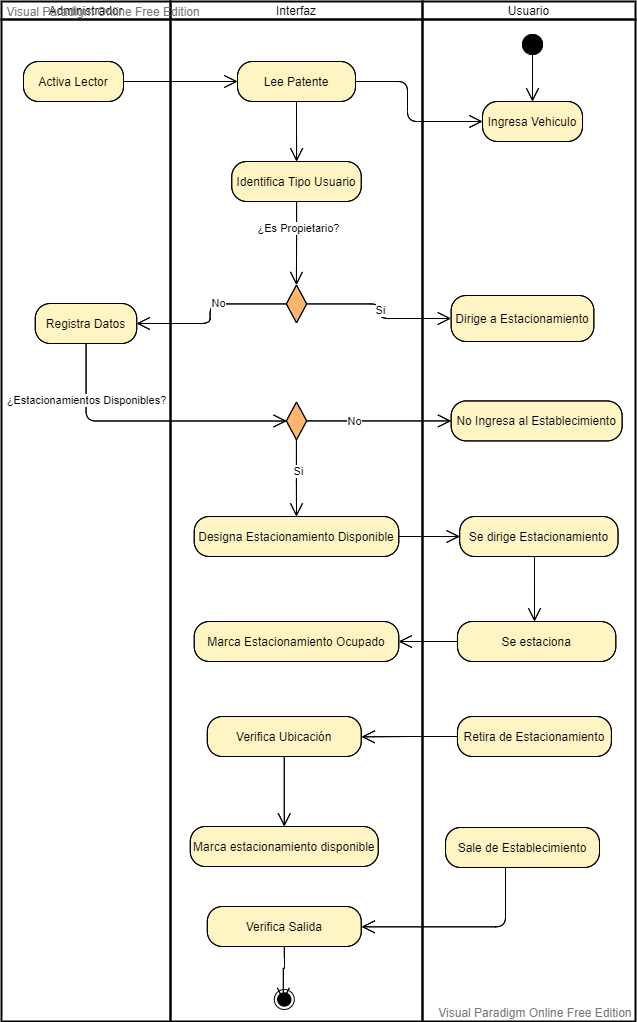 Visual Paradigm Online Free Edition
Administrador
Interfaz
Usuario
Activa Lector
Lee Patente
Ingresa Vehiculo
Identifica Tipo Usuario
¿Es Propietario?
No
Si
Registra Datos
Dirige a Estacionamiento
¿Estacionamientos Disponibles?
No
No Ingresa al Establecimiento
Si
Designa Estacionamiento Disponible
Se dirige Estacionamiento
Marca Estacionamiento Ocupado
Se estaciona
Verifica Ubicación
Retira de Estacionamiento
Marca estacionamiento disponible
Sale de Establecimiento
Verifica Salida
Visual Paradigm Online Free Edition